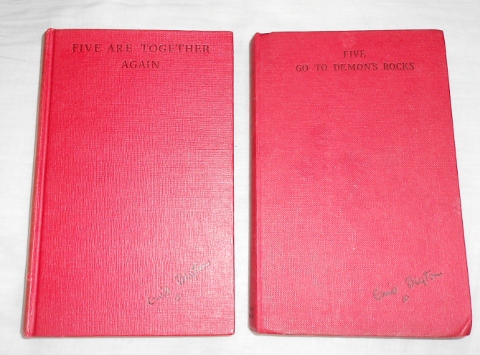 FIVE ARE TOGETHER
AGAIN
Enid Blyton
FIVE
GO TO DEMON'S ROCKS
Enid Blyton